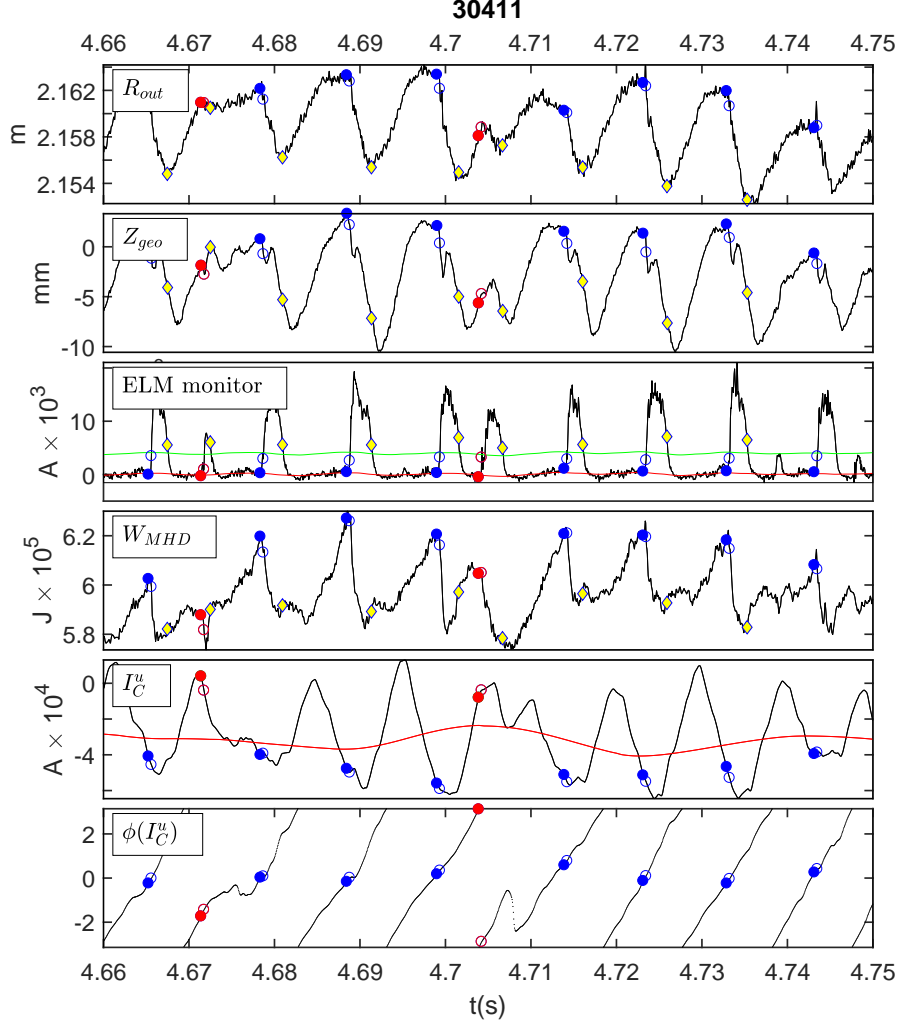 30411
4.66 4.67 4.68 4.69 4.7 4.71 4.72 4.73 4.74 4.75
R_out
m
2.162
2.158
2.154
Z_geo
mm
0
-5
-10
ELM monitor
A × 10^3
10
0
W_MHD
J × 10^5
6.2
6
5.8
I_C^u
A × 10^4
0
-4
ϕ(I_C^u)
2
0
-2
4.66 4.67 4.68 4.69 4.7 4.71 4.72 4.73 4.74 4.75
t(s)